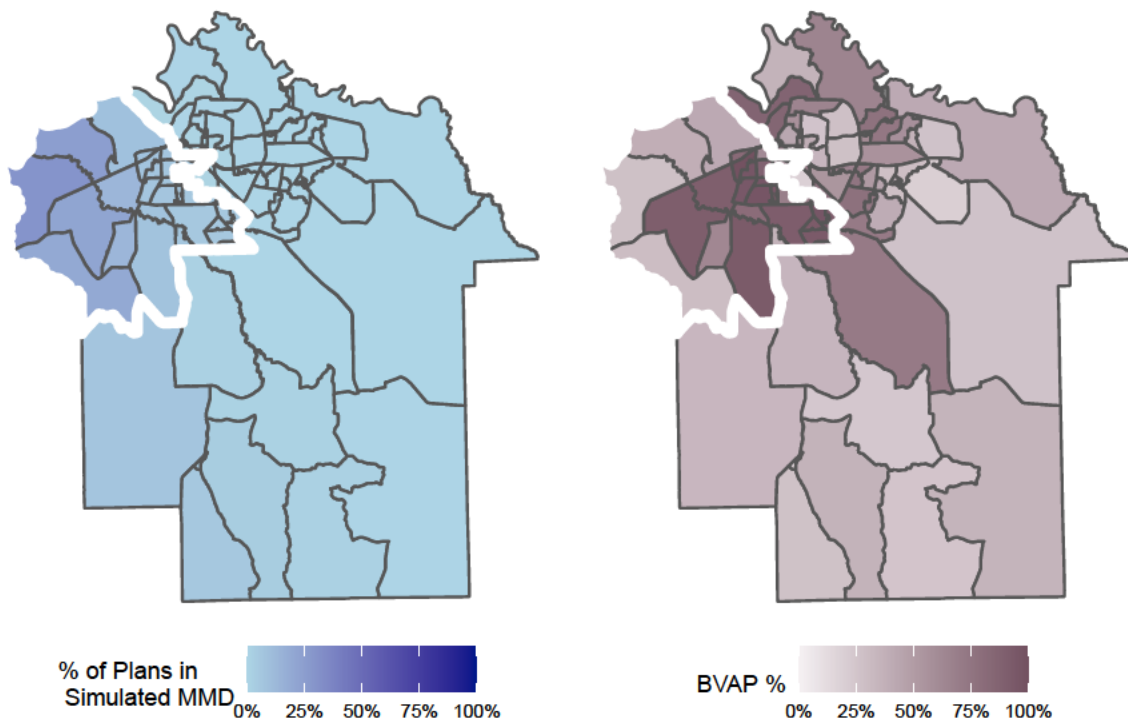 % of Plans in
Simulated MMD
0% 25% 50% 75% 100%
BVAP %
0% 25% 50% 75% 100%